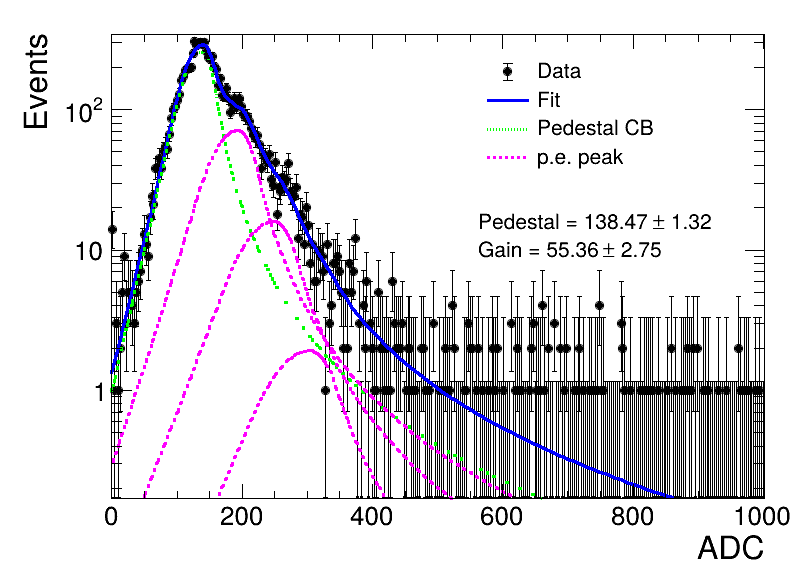 Events
10²
10
1
Data
Fit
Pedestal CB
p.e. peak
Pedestal = 138.47 ± 1.32
Gain = 55.36 ± 2.75
0 200 400 600 800 1000
ADC